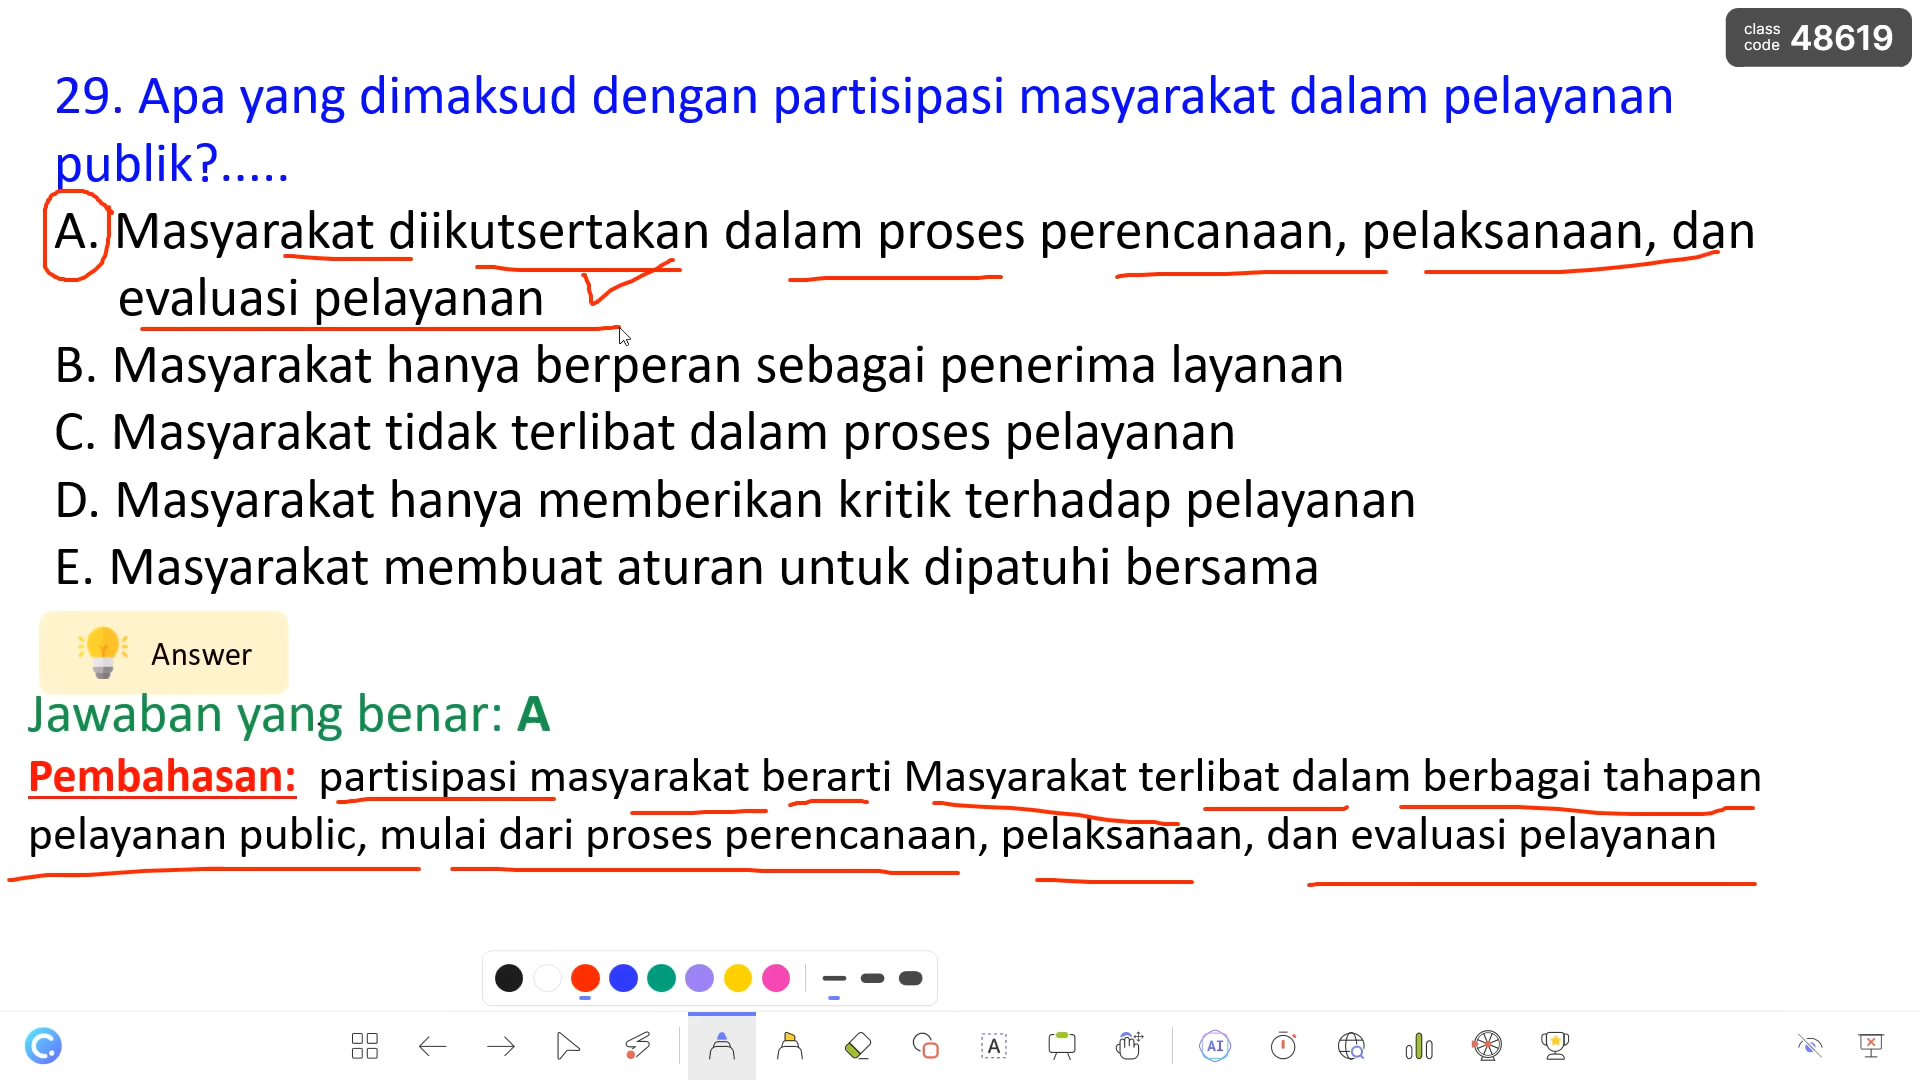 class
code 48619
29. Apa yang dimaksud dengan partisipasi masyarakat dalam pelayanan
publik?.....
A. Masyarakat diikutsertakan dalam proses perencanaan, pelaksanaan, dan
evaluasi pelayanan
B. Masyarakat hanya berperan sebagai penerima layanan
C. Masyarakat tidak terlibat dalam proses pelayanan
D. Masyarakat hanya memberikan kritik terhadap pelayanan
E. Masyarakat membuat aturan untuk dipatuhi bersama
Answer
Jawaban yang benar: A
Pembahasan: partisipasi masyarakat berarti Masyarakat terlibat dalam berbagai tahapan
pelayanan public, mulai dari proses perencanaan, pelaksanaan, dan evaluasi pelayanan
A
AI